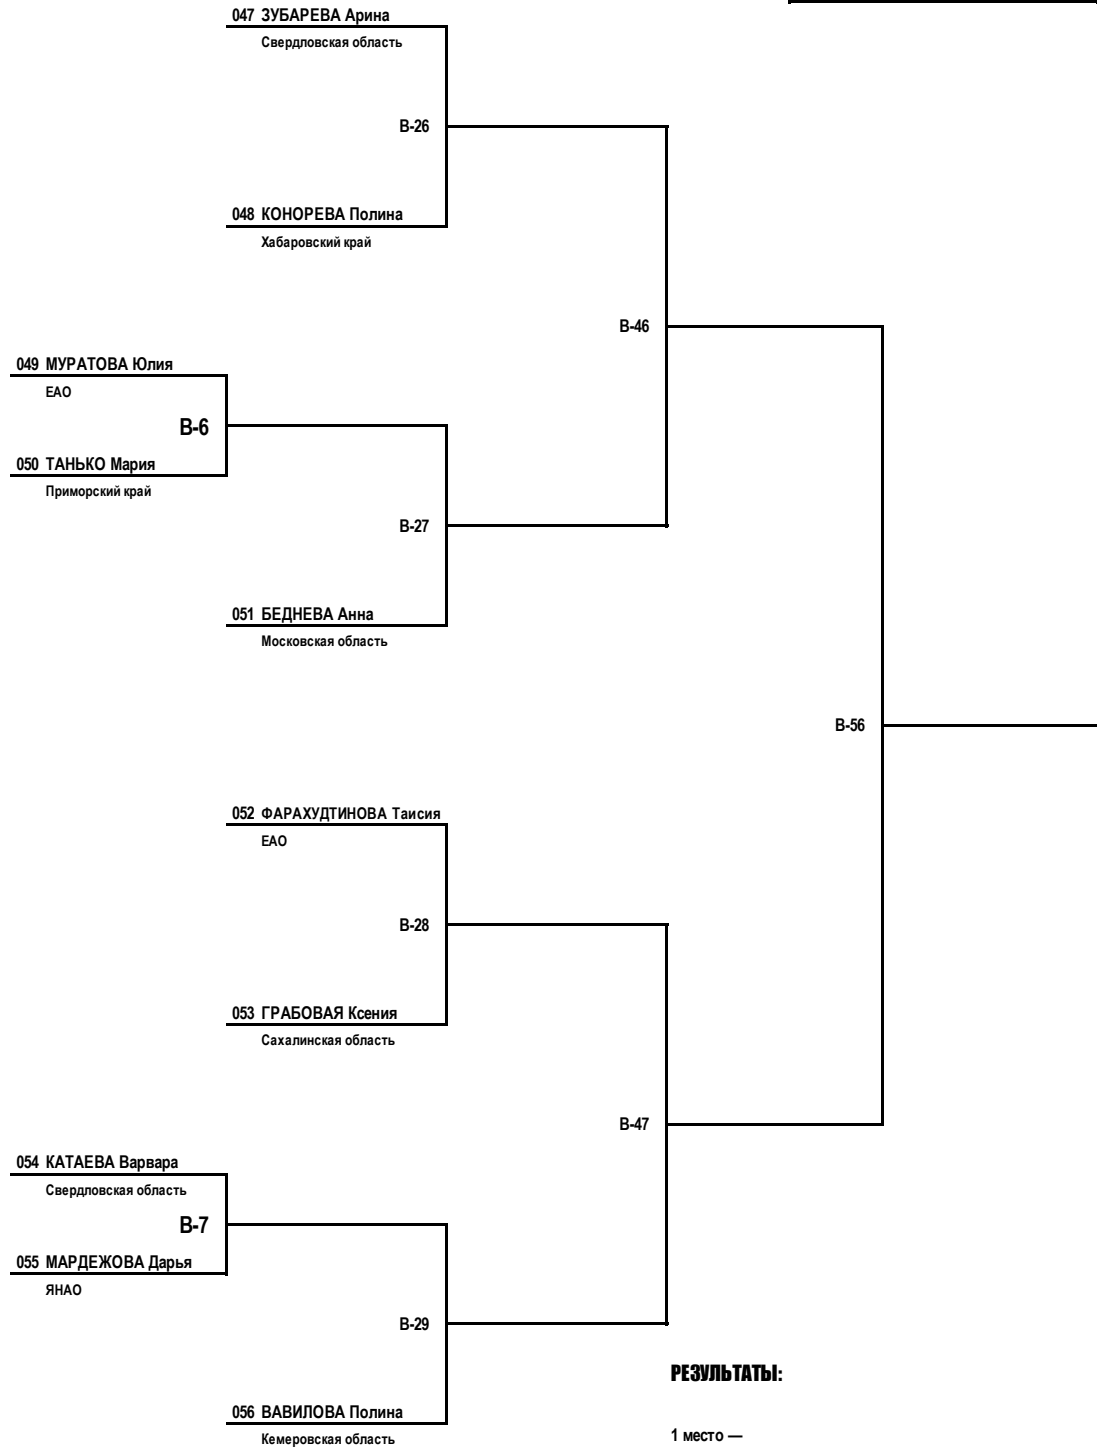 047 ЗУБАРЕВА Арина
Свердловская область
В-26
048 КОНОРЕВА Полина
Хабаровский край
В-46
049 МУРАТОВА Юлия
ЕАО
В-6
050 ТАНЬКО Мария
Приморский край
В-27
051 БЕДНЕВА Анна
Московская область
В-56
052 ФАРАХУДТИНОВА Таисия
ЕАО
В-28
053 ГРАБОВАЯ Ксения
Сахалинская область
В-47
054 КАТАЕВА Варвара
Свердловская область
В-7
055 МАРДЕЖОВА Дарья
ЯНАО
В-29
РЕЗУЛЬТАТЫ:
056 ВАВИЛОВА Полина
Кемеровская область
1 место —